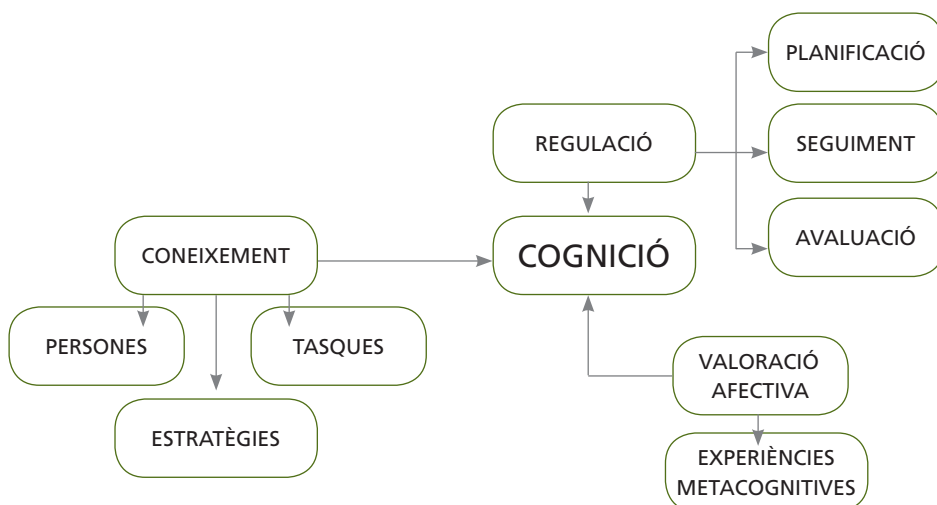 PLANIFICACIÓ
REGULACIÓ
SEGUIMENT
AVALUACIÓ
CONEIXEMENT
COGNICIÓ
PERSONES
TASQUES
ESTRATÈGIES
VALORACIÓ
AFECTIVA
EXPERIÈNCIES
METACOGNITIVES